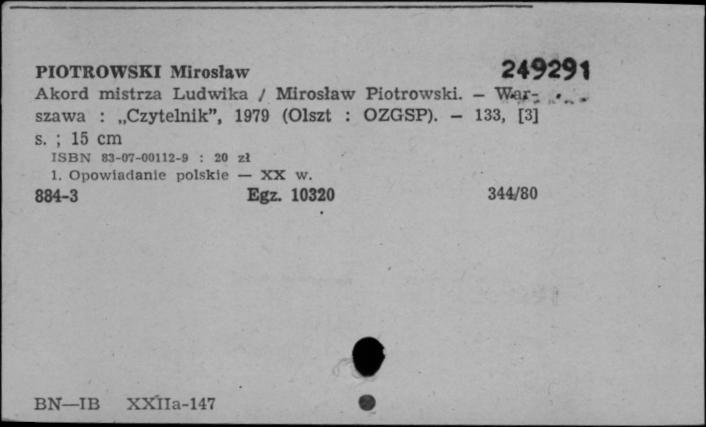 PIOTROWSKI Mirosław 249291
Akord mistrza Ludwika / Mirosław Piotrowski. — War-
szawa : „Czytelnik”, 1979 (Olszt : OZGSP). — 133, [3]
s. ; 15 cm
ISBN 83-07-00112-9 : 20 zł
1. Opowiadanie polskie — XX w.
884-3 Egz. 10320 344/80
BN—IB XXIIa-147